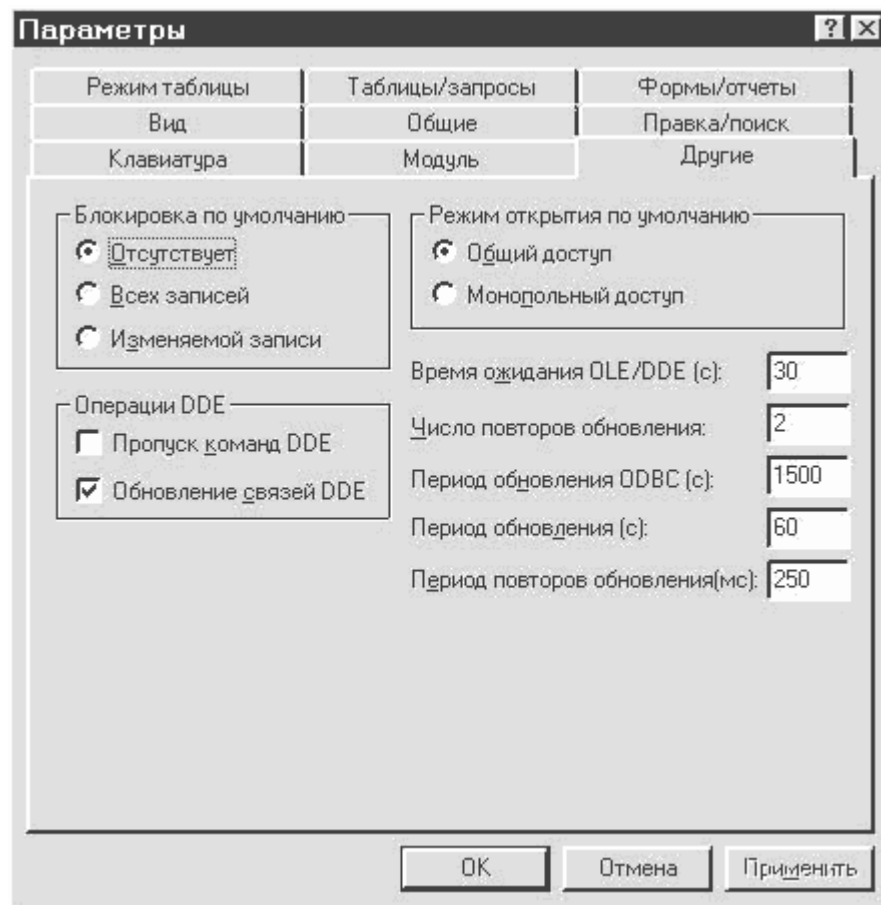 Параметры
Режим таблицы Таблицы/запросы Формы/отчеты
Вид Общие Правка/поиск
Клавиатура Модуль Другие
Блокировка по умолчанию
Отсутствует
Всех записей
Изменяемой записи
Операции DDE
Пропуск команд DDE
Обновление связей DDE
Режим открытия по умолчанию
Общий доступ
Монопольный доступ
Время ожидания OLE/DDE (с): 30
Число повторов обновления: 2
Период обновления ODBC (с): 1500
Период обновления (с): 60
Период повторов обновления(мс): 250
OK Отмена Применить